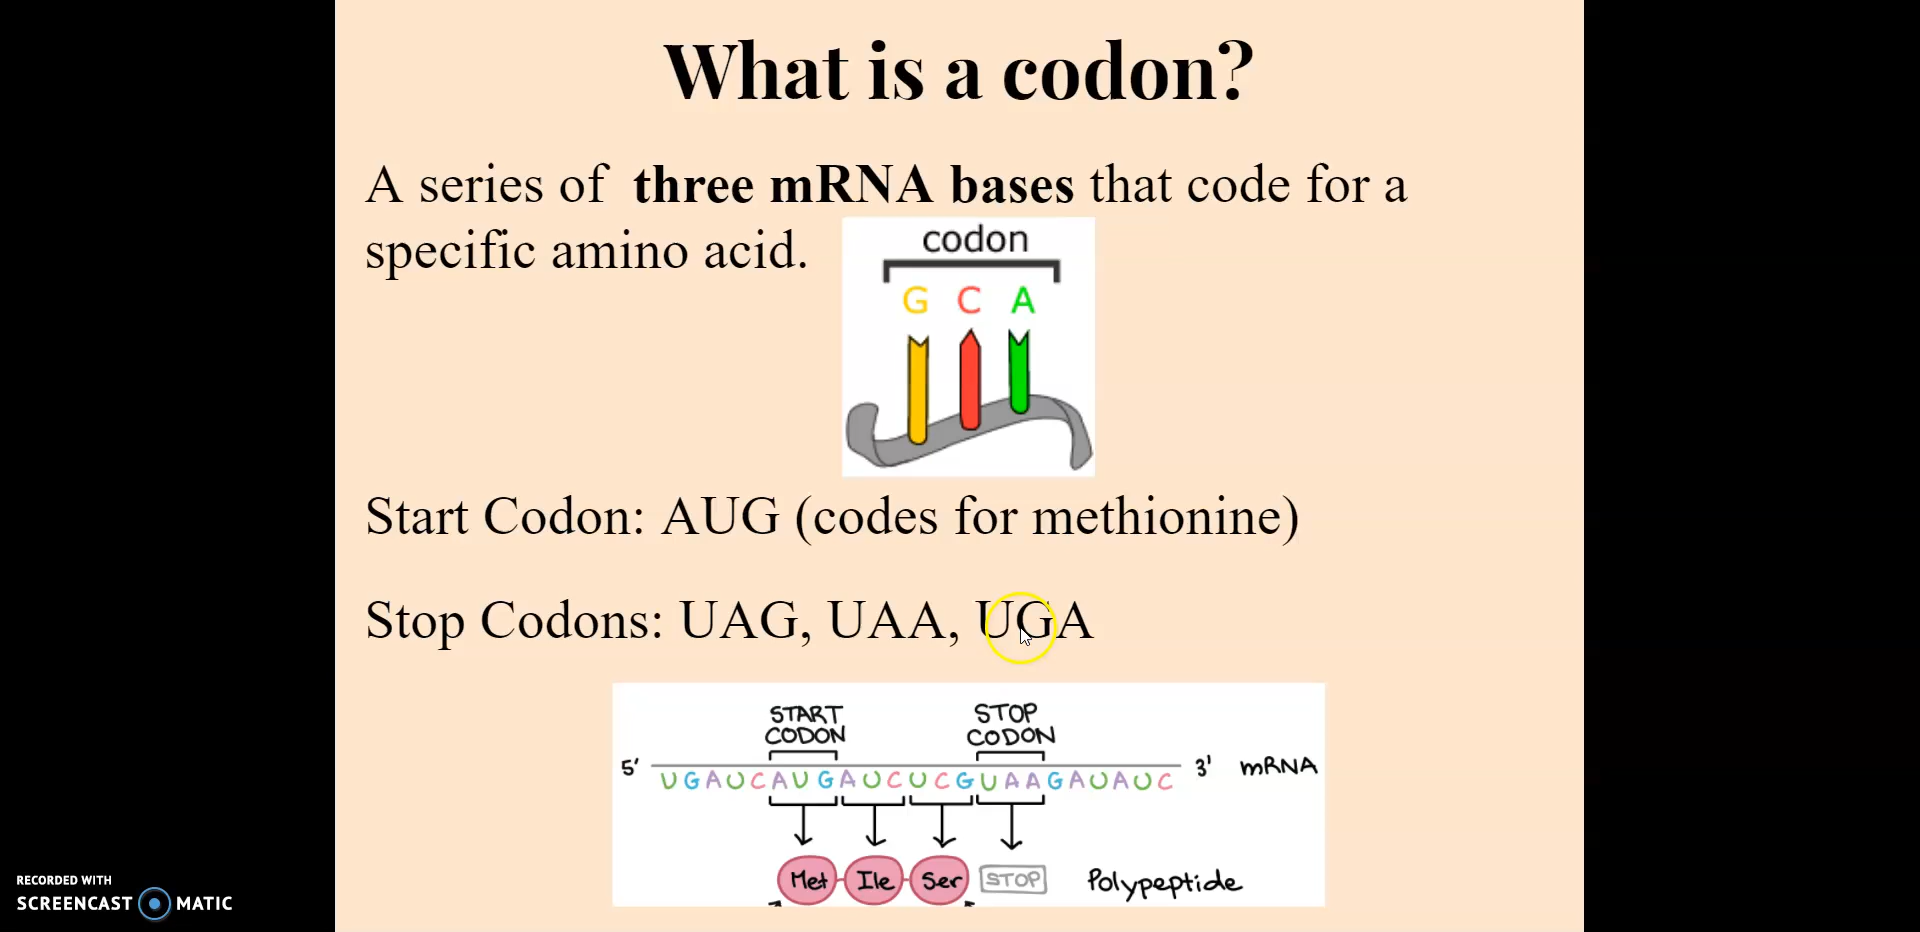 What is a codon?
A series of three mRNA bases that code for a
specific amino acid.
codon
G C A
Start Codon: AUG (codes for methionine)
Stop Codons: UAG, UAA, UGA
START
CODON
STOP
CODON
5' 3' mRNA
UGAUCAUGAUCUCGUAAGAUAUC
Met Ile Ser STOP Polypeptide
RECORDED WITH
SCREENCAST MATIC